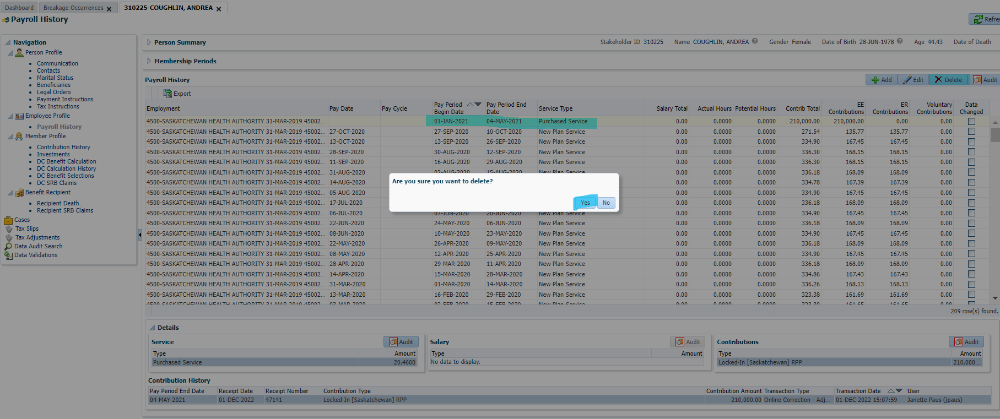 Dashboard Breakage Occurrences 310225-COUGHLIN, ANDREA
Payroll History
Refres
Navigation
Person Profile
Communication
Contacts
Marital Status
Beneficiaries
Legal Orders
Payment Instructions
Tax Instructions
Employee Profile
Payroll History
Member Profile
Contribution History
Investments
DC Benefit Calculation
DC Calculation History
DC Benefit Selections
DC SRB Claims
Benefit Recipient
Recipient Death
Recipient SRB Claims
Cases
Tax Slips
Tax Adjustments
Data Audit Search
Data Validations
Person Summary Stakeholder ID 310225 Name COUGHLIN, ANDREA Gender Female Date of Birth 28-JUN-1978 Age 44.43 Date of Death
Membership Periods
Payroll History Add Edit Delete Audit
Export
Employment Pay Date Pay Cycle Pay Period Begin Date Pay Period End Date Service Type Salary Total Actual Hours Potential Hours Contrib Total EE Contributions ER Contributions Voluntary Contributions Data Changed
4500-SASKATCHEWAN HEALTH AUTHORITY 31-MAR-2019 45002... 01-JAN-2021 04-MAY-2021 Purchased Service 0.00 0.0000 0.0000 210,000.00 210,000.00 0.00 0.00
4500-SASKATCHEWAN HEALTH AUTHORITY 31-MAR-2019 45002... 27-OCT-2020 27-SEP-2020 10-OCT-2020 New Plan Service 0.00 0.0000 0.0000 271.54 135.77 135.77 0.00
4500-SASKATCHEWAN HEALTH AUTHORITY 31-MAR-2019 45002... 13-OCT-2020 13-SEP-2020 26-SEP-2020 New Plan Service 0.00 0.0000 0.0000 334.90 167.45 167.45 0.00
4500-SASKATCHEWAN HEALTH AUTHORITY 31-MAR-2019 45002... 28-SEP-2020 30-AUG-2020 12-SEP-2020 New Plan Service 0.00 0.0000 0.0000 336.30 168.15 168.15 0.00
4500-SASKATCHEWAN HEALTH AUTHORITY 31-MAR-2019 45002... 11-SEP-2020 16-AUG-2020 29-AUG-2020 New Plan Service 0.00 0.0000 0.0000 336.30 168.15 168.15 0.00
4500-SASKATCHEWAN HEALTH AUTHORITY 31-MAR-2019 45002... 31-AUG-2020 02-AUG-2020 15-AUG-2020 New Plan Service 0.00 0.0000 0.0000 336.18 168.09 168.09 0.00
4500-SASKATCHEWAN HEALTH AUTHORITY 31-MAR-2019 45002... 14-AUG-2020 0.00 0.0000 0.0000 334.78 167.39 167.39 0.00
4500-SASKATCHEWAN HEALTH AUTHORITY 31-MAR-2019 45002... 05-AUG-2020 0.00 0.0000 0.0000 334.90 167.45 167.45 0.00
4500-SASKATCHEWAN HEALTH AUTHORITY 31-MAR-2019 45002... 17-JUL-2020 0.00 0.0000 0.0000 336.18 168.09 168.09 0.00
4500-SASKATCHEWAN HEALTH AUTHORITY 31-MAR-2019 45002... 06-JUL-2020 07-JUN-2020 20-JUN-2020 New Plan Service 0.00 0.0000 0.0000 334.90 167.45 167.45 0.00
4500-SASKATCHEWAN HEALTH AUTHORITY 31-MAR-2019 45002... 22-JUN-2020 24-MAY-2020 06-JUN-2020 New Plan Service 0.00 0.0000 0.0000 336.18 168.09 168.09 0.00
4500-SASKATCHEWAN HEALTH AUTHORITY 31-MAR-2019 45002... 08-JUN-2020 10-MAY-2020 23-MAY-2020 New Plan Service 0.00 0.0000 0.0000 334.90 167.45 167.45 0.00
4500-SASKATCHEWAN HEALTH AUTHORITY 31-MAR-2019 45002... 22-MAY-2020 26-APR-2020 09-MAY-2020 New Plan Service 0.00 0.0000 0.0000 336.18 168.09 168.09 0.00
4500-SASKATCHEWAN HEALTH AUTHORITY 31-MAR-2019 45002... 08-MAY-2020 12-APR-2020 25-APR-2020 New Plan Service 0.00 0.0000 0.0000 334.90 167.45 167.45 0.00
4500-SASKATCHEWAN HEALTH AUTHORITY 31-MAR-2019 45002... 28-APR-2020 29-MAR-2020 11-APR-2020 New Plan Service 0.00 0.0000 0.0000 336.18 168.09 168.09 0.00
4500-SASKATCHEWAN HEALTH AUTHORITY 31-MAR-2019 45002... 14-APR-2020 15-MAR-2020 28-MAR-2020 New Plan Service 0.00 0.0000 0.0000 334.86 167.43 167.43 0.00
4500-SASKATCHEWAN HEALTH AUTHORITY 31-MAR-2019 45002... 31-MAR-2020 01-MAR-2020 14-MAR-2020 New Plan Service 0.00 0.0000 0.0000 336.26 168.13 168.13 0.00
4500-SASKATCHEWAN HEALTH AUTHORITY 31-MAR-2019 45002... 13-MAR-2020 16-FEB-2020 29-FEB-2020 New Plan Service 0.00 0.0000 0.0000 323.38 161.69 161.69 0.00
4500-SASKATCHEWAN HEALTH AUTHORITY 31-MAR-2019 45002... 03-MAR-2020 02-FEB-2020 15-FEB-2020 New Plan Service 0.00 0.0000 0.0000 323.30 161.65 161.65 0.00
Are you sure you want to delete?
Yes No
209 row(s) found.
Details
Service Audit
Type Amount
Purchased Service 20.4600
Salary Audit
Type Amount
No data to display.
Contributions Audit
Type Amount
Locked-In [Saskatchewan] RPP 210,000...
Contribution History
Pay Period End Date Receipt Date Receipt Number Contribution Type Contribution Amount Transaction Type Transaction Date User
04-MAY-2021 01-DEC-2022 47141 Locked-In [Saskatchewan] RPP 210,000.00 Online Correction - Adj... 01-DEC-2022 15:07:59 Janette Paus (jpaus)